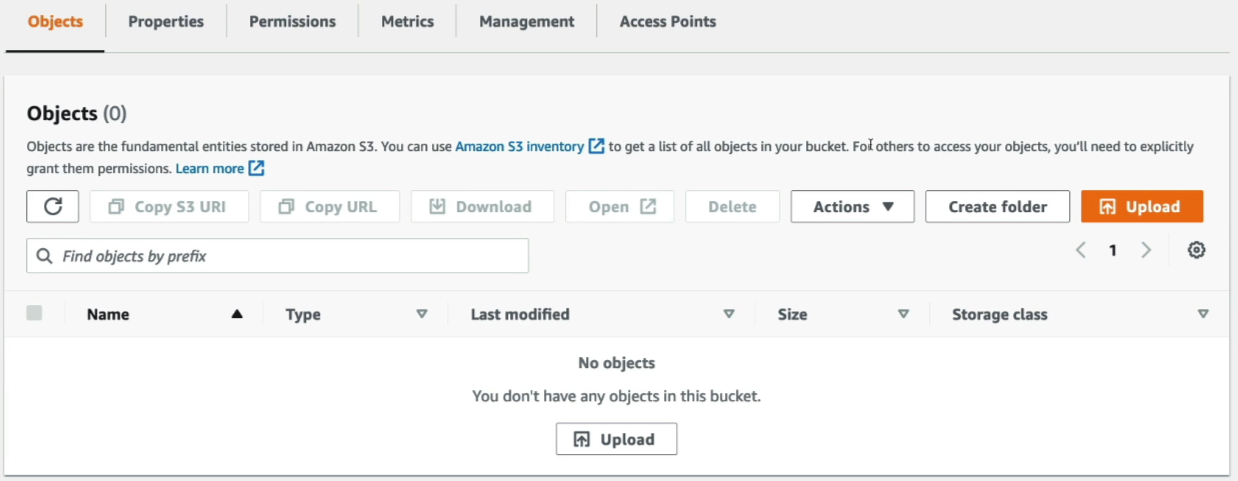 Objects Properties Permissions Metrics Management Access Points
Objects (0)
Objects are the fundamental entities stored in Amazon S3. You can use Amazon S3 inventory to get a list of all objects in your bucket. For others to access your objects, you'll need to explicitly
grant them permissions. Learn more
Copy S3 URI Copy URL Download Open Delete Actions Create folder Upload
Find objects by prefix 1
Name Type Last modified Size Storage class
No objects
You don't have any objects in this bucket.
Upload